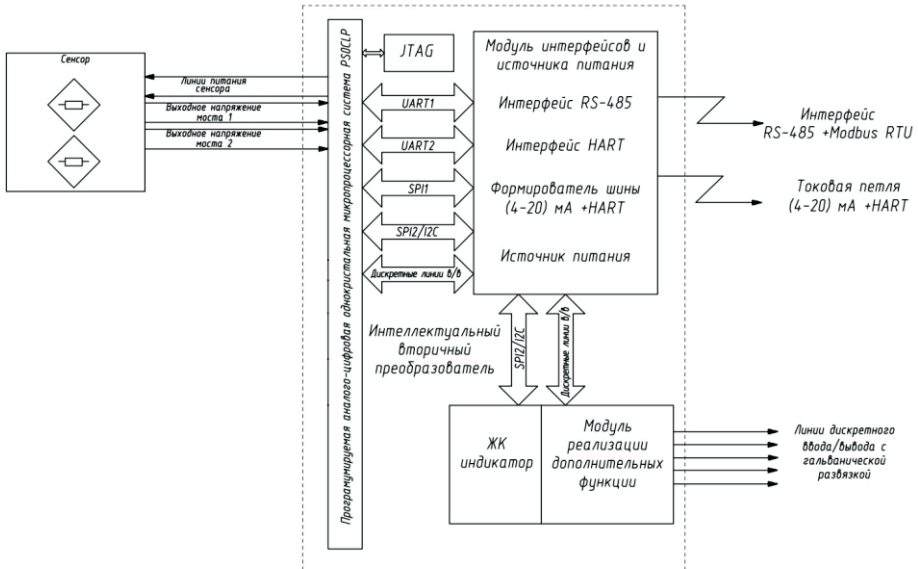 Сенсор
Линии питания
сенсора
Выходное напряжение
моста 1
Выходное напряжение
моста 2
Програмируемая аналого-цифровая однокристальная микропроцессорная система PSOCLP
JTAG
UART1
UART2
SPI1
SPI2/I2C
Дискретные линии в/в
Модуль интерфейсов и
источника питания
Интерфейс RS-485
Интерфейс HART
Формирователь шины
(4-20) мА +HART
Источник питания
Интерфейс
RS-485 +Modbus RTU
Токовая петля
(4-20) мА +HART
Интеллектуальный
вторичный
преобразователь
SPI2/I2C
Дискретные линии в/в
ЖК
индикатор
Модуль
реализации
дополнительных
функции
Линии дискретного
ввода/вывода с
гальванической
развязкой